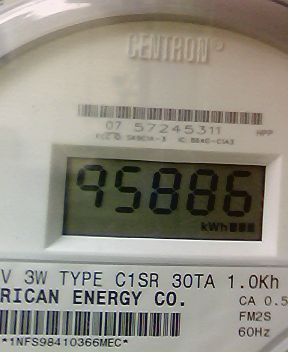 CENTRON
07 57245311 HPP
95886
kWh
V 3W TYPE C1SR 30TA 1.0Kh
RICAN ENERGY CO.
CA 0.5
FM2S
60Hz
*1NFS98410366MEC*